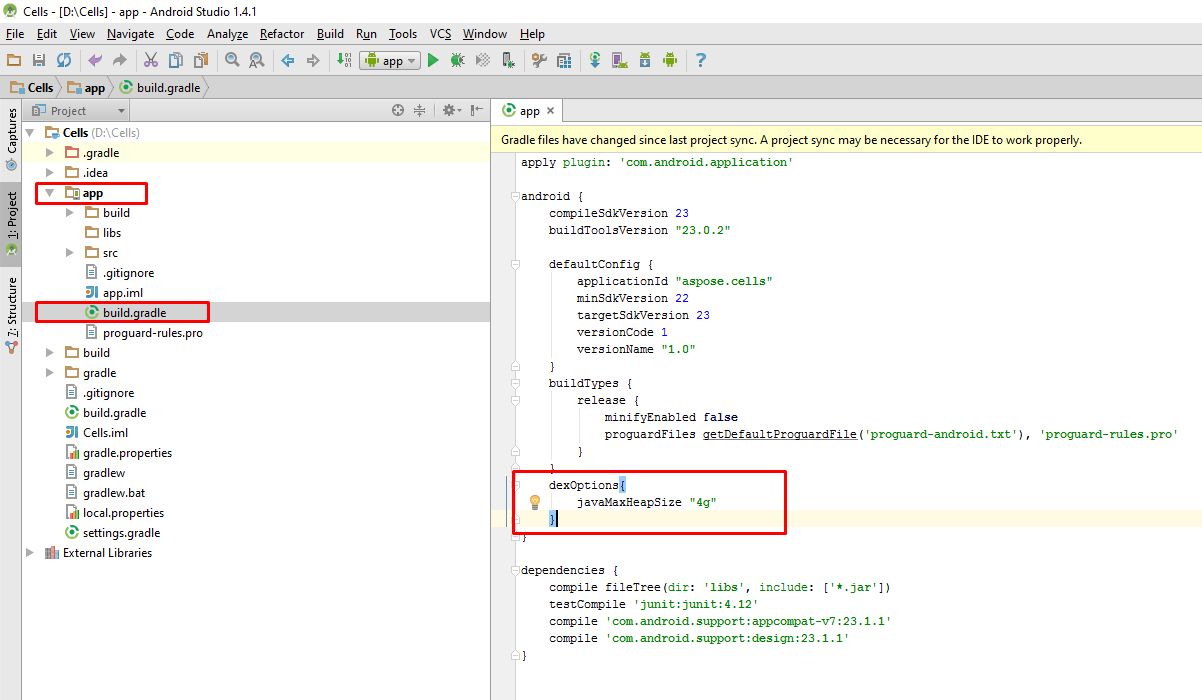 Cells - [D:\Cells] - app - Android Studio 1.4.1
File Edit View Navigate Code Analyze Refactor Build Run Tools VCS Window Help
app
Cells app build.gradle
Captures
1: Project
7: Structure
Project
Cells (D:\Cells)
.gradle
.idea
app
build
libs
src
.gitignore
app.iml
build.gradle
proguard-rules.pro
build
gradle
.gitignore
build.gradle
Cells.iml
gradle.properties
gradlew
gradlew.bat
local.properties
settings.gradle
External Libraries
app
Gradle files have changed since last project sync. A project sync may be necessary for the IDE to work properly.
apply plugin: 'com.android.application'
android {
compileSdkVersion 23
buildToolsVersion "23.0.2"
defaultConfig {
applicationId "aspose.cells"
minSdkVersion 22
targetSdkVersion 23
versionCode 1
versionName "1.0"
}
buildTypes {
release {
minifyEnabled false
proguardFiles getDefaultProguardFile('proguard-android.txt'), 'proguard-rules.pro'
}
}
dexOptions{
javaMaxHeapSize "4g"
}
}
dependencies {
compile fileTree(dir: 'libs', include: ['*.jar'])
testCompile 'junit:junit:4.12'
compile 'com.android.support:appcompat-v7:23.1.1'
compile 'com.android.support:design:23.1.1'
}